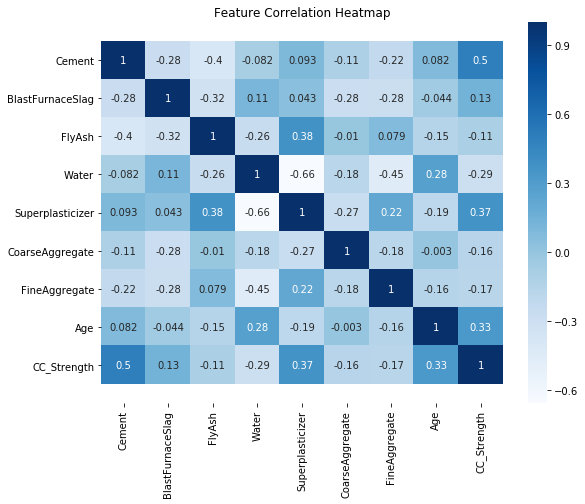 Feature Correlation Heatmap
Cement 1 -0.28 -0.4 -0.082 0.093 -0.11 -0.22 0.082 0.5
BlastFurnaceSlag -0.28 1 -0.32 0.11 0.043 -0.28 -0.28 -0.044 0.13
FlyAsh -0.4 -0.32 1 -0.26 0.38 -0.01 0.079 -0.15 -0.11
Water -0.082 0.11 -0.26 1 -0.66 -0.18 -0.45 0.28 -0.29
Superplasticizer 0.093 0.043 0.38 -0.66 1 -0.27 0.22 -0.19 0.37
CoarseAggregate -0.11 -0.28 -0.01 -0.18 -0.27 1 -0.18 -0.003 -0.16
FineAggregate -0.22 -0.28 0.079 -0.45 0.22 -0.18 1 -0.16 -0.17
Age 0.082 -0.044 -0.15 0.28 -0.19 -0.003 -0.16 1 0.33
CC_Strength 0.5 0.13 -0.11 -0.29 0.37 -0.16 -0.17 0.33 1
Cement
BlastFurnaceSlag
FlyAsh
Water
Superplasticizer
CoarseAggregate
FineAggregate
Age
CC_Strength
0.9
0.6
0.3
0.0
−0.3
−0.6